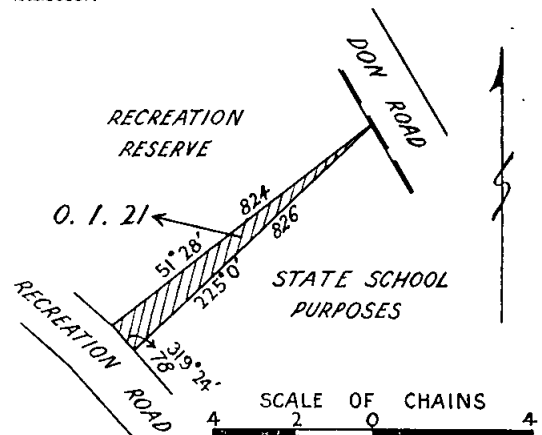 DON ROAD
RECREATION
RESERVE
0. 1. 21
824
826
51°28'
225°0'
STATE SCHOOL
PURPOSES
RECREATION ROAD
319°24'
78
SCALE OF CHAINS
4 2 0 4